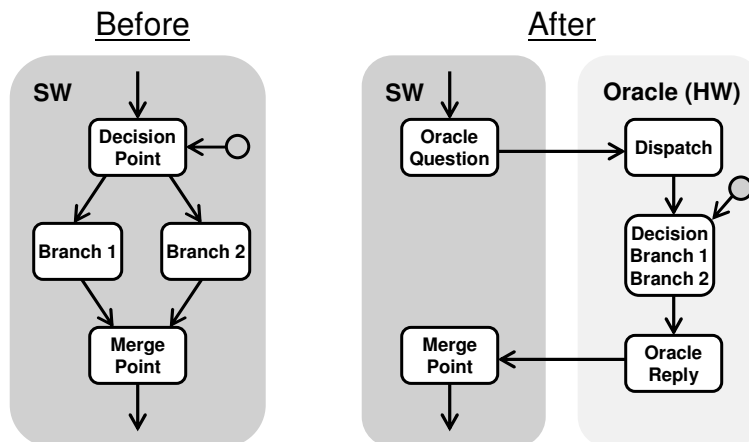 Before
SW
Decision
Point
Branch 1
Branch 2
Merge
Point
After
SW
Oracle (HW)
Oracle
Question
Dispatch
Decision
Branch 1
Branch 2
Merge
Point
Oracle
Reply